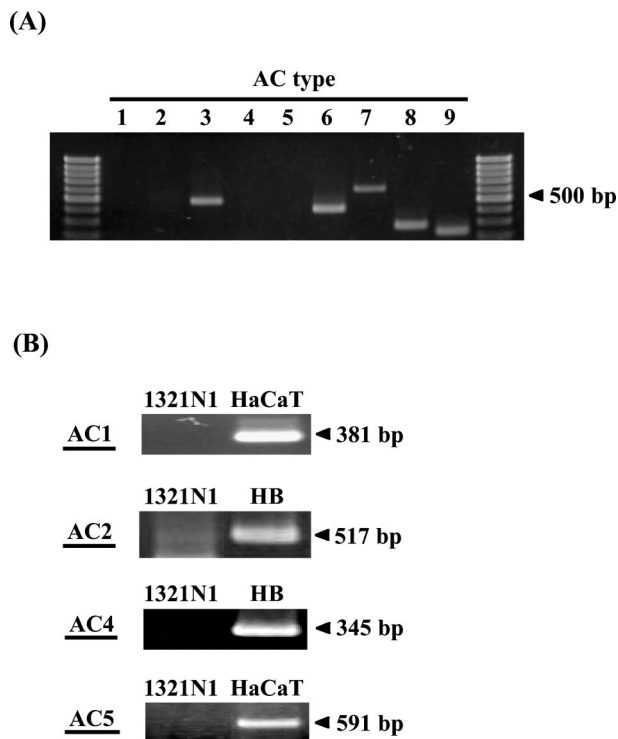 (A)
AC type
1 2 3 4 5 6 7 8 9
500 bp
(B)
1321N1 HaCaT
AC1 381 bp
1321N1 HB
AC2 517 bp
1321N1 HB
AC4 345 bp
1321N1 HaCaT
AC5 591 bp